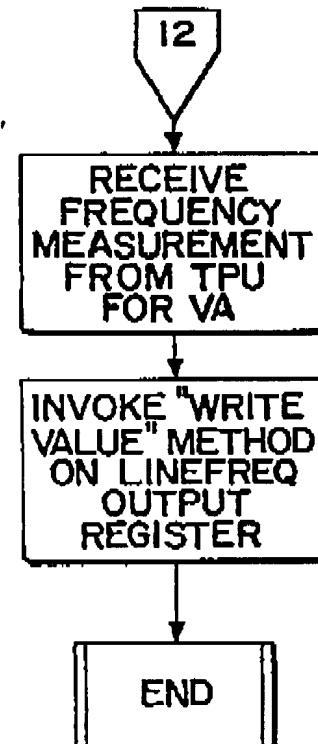 12
RECEIVE
FREQUENCY
MEASUREMENT
FROM TPU
FOR VA
INVOKE "WRITE
VALUE" METHOD
ON LINEFREQ
OUTPUT
REGISTER
END